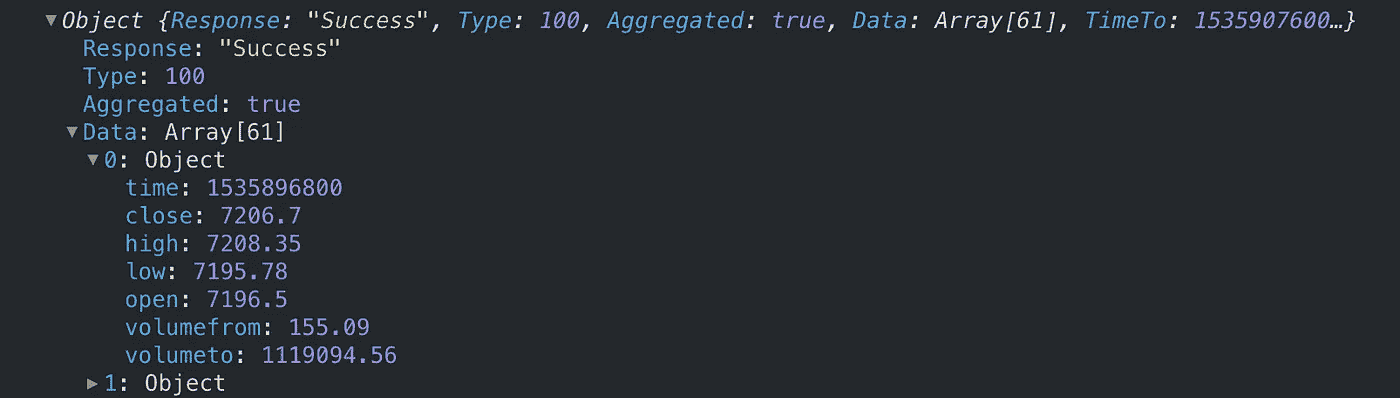 ▼Object {Response: "Success", Type: 100, Aggregated: true, Data: Array[61], TimeTo: 1535907600…}
Response: "Success"
Type: 100
Aggregated: true
▼Data: Array[61]
▼0: Object
time: 1535896800
close: 7206.7
high: 7208.35
low: 7195.78
open: 7196.5
volumefrom: 155.09
volumeto: 1119094.56
▶1: Object